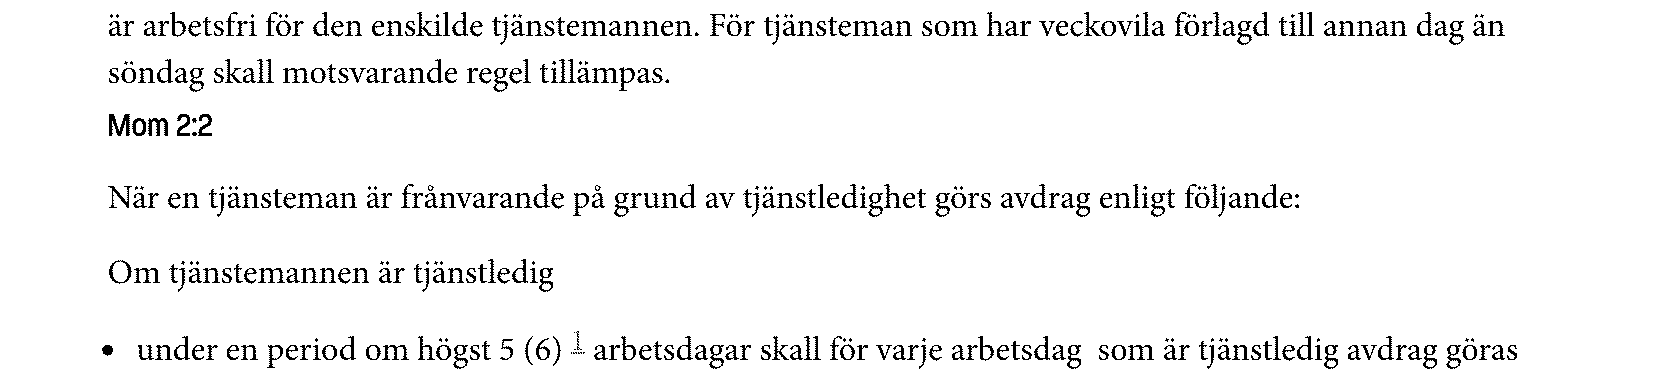 är arbetsfri för den enskilde tjänstemannen. För tjänsteman som har veckovila förlagd till annan dag än
söndag skall motsvarande regel tillämpas.
Mom 2:2
När en tjänsteman är frånvarande på grund av tjänstledighet görs avdrag enligt följande:
Om tjänstemannen är tjänstledig
• under en period om högst 5 (6) 1 arbetsdagar skall för varje arbetsdag som är tjänstledig avdrag göras